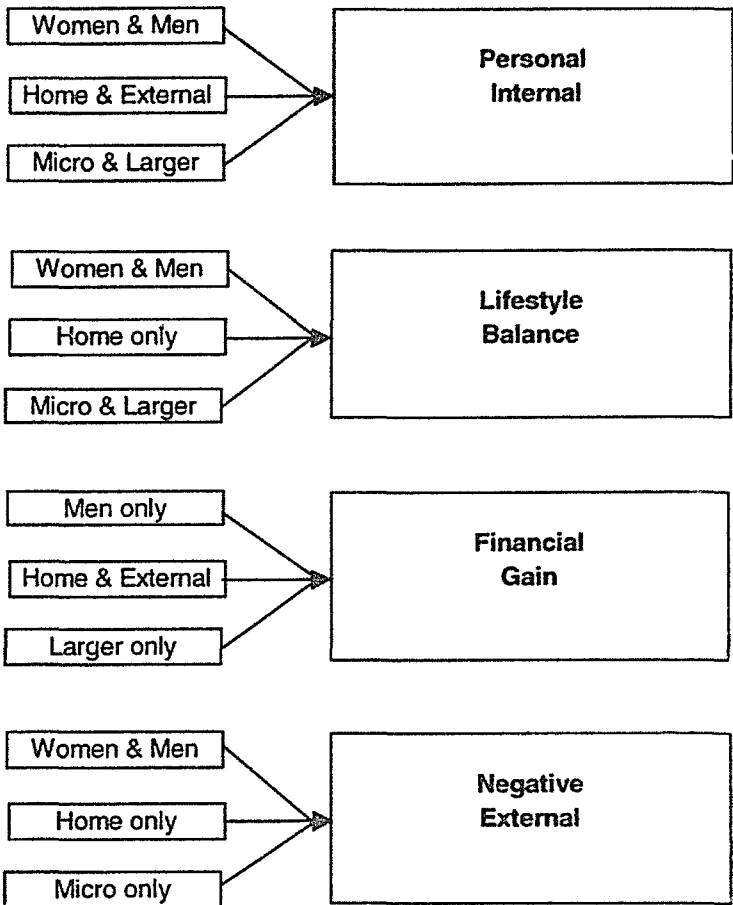 Women & Men
Home & External
Micro & Larger
Personal
Internal
Women & Men
Home only
Micro & Larger
Lifestyle
Balance
Men only
Home & External
Larger only
Financial
Gain
Women & Men
Home only
Micro only
Negative
External